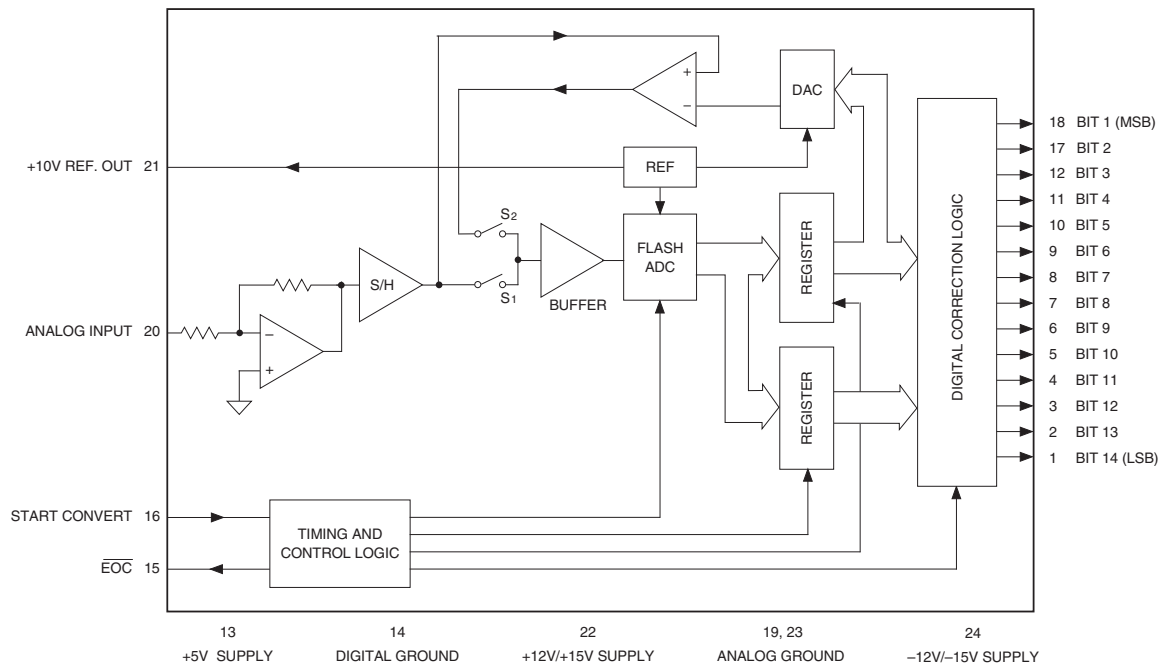 +
−
DAC
18 BIT 1 (MSB)
17 BIT 2
12 BIT 3
11 BIT 4
10 BIT 5
9 BIT 6
8 BIT 7
7 BIT 8
6 BIT 9
5 BIT 10
4 BIT 11
3 BIT 12
2 BIT 13
1 BIT 14 (LSB)
+10V REF. OUT 21
REF
S2
S1
BUFFER
FLASH
ADC
REGISTER
REGISTER
DIGITAL CORRECTION LOGIC
S/H
ANALOG INPUT 20
−
+
START CONVERT 16
EOC 15
TIMING AND
CONTROL LOGIC
13
+5V SUPPLY
14
DIGITAL GROUND
22
+12V/+15V SUPPLY
19, 23
ANALOG GROUND
24
–12V/–15V SUPPLY